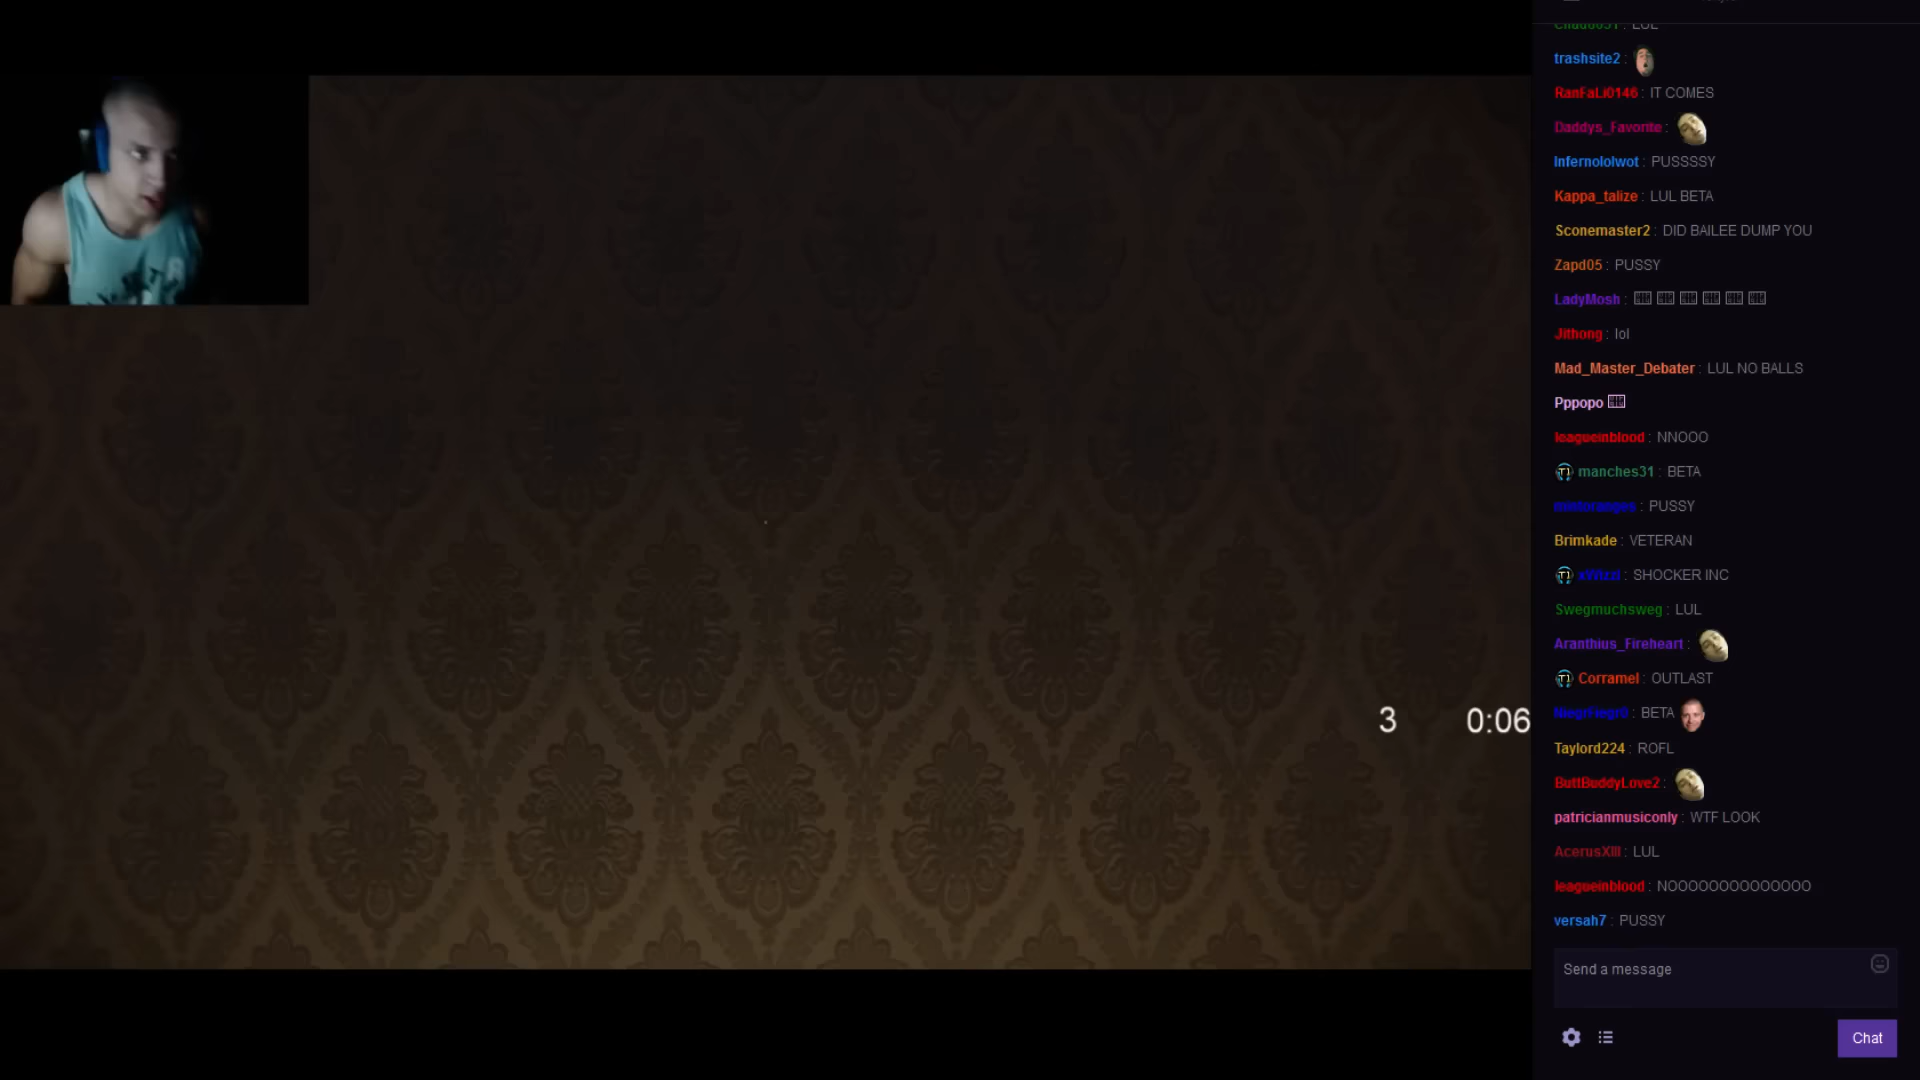 trashsite2 :
RanFaLi0146 : IT COMES
Daddys_Favorite :
Infernololwot : PUSSSSY
Kappa_talize : LUL BETA
Sconemaster2 : DID BAILEE DUMP YOU
Zapd05 : PUSSY
LadyMosh :
Jithong : lol
Mad_Master_Debater : LUL NO BALLS
Pppopo
leagueinblood : NNOOO
manches31 : BETA
: PUSSY
Brimkade : VETERAN
: SHOCKER INC
Swegmuchsweg : LUL
Aranthius_Fireheart :
Corramel : OUTLAST
3 0:06
: BETA
Taylord224 : ROFL
ButtBuddyLove2 :
patricianmusiconly : WTF LOOK
AcerusXIII : LUL
leagueinblood : NOOOOOOOOOOOOOO
versah7 : PUSSY
Send a message
Chat